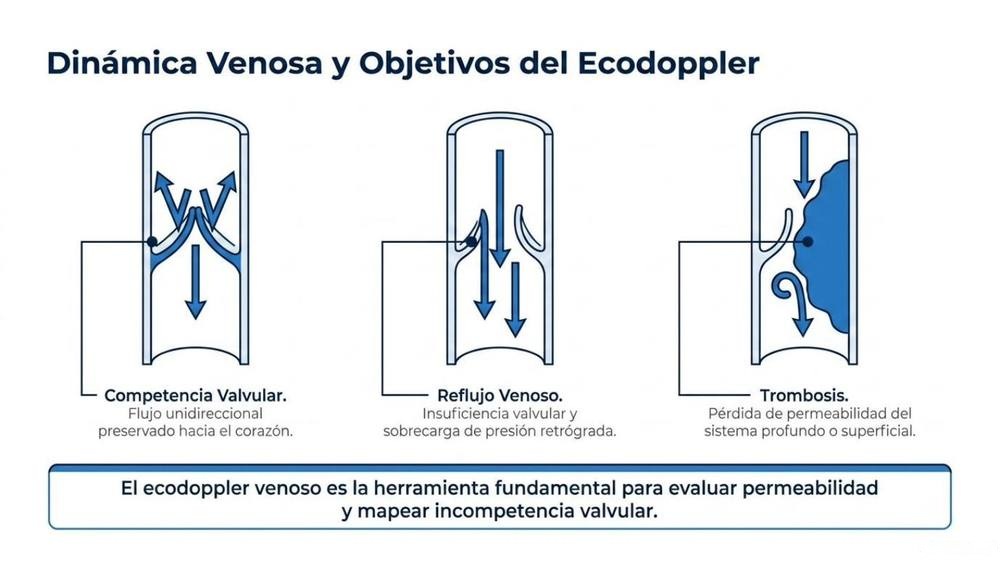 Dinámica Venosa y Objetivos del Ecodoppler
Competencia Valvular.
Flujo unidireccional
preservado hacia el corazón.
Reflujo Venoso.
Insuficiencia valvular y
sobrecarga de presión retrógrada.
Trombosis.
Pérdida de permeabilidad del
sistema profundo o superficial.
El ecodoppler venoso es la herramienta fundamental para evaluar permeabilidad
y mapear incompetencia valvular.